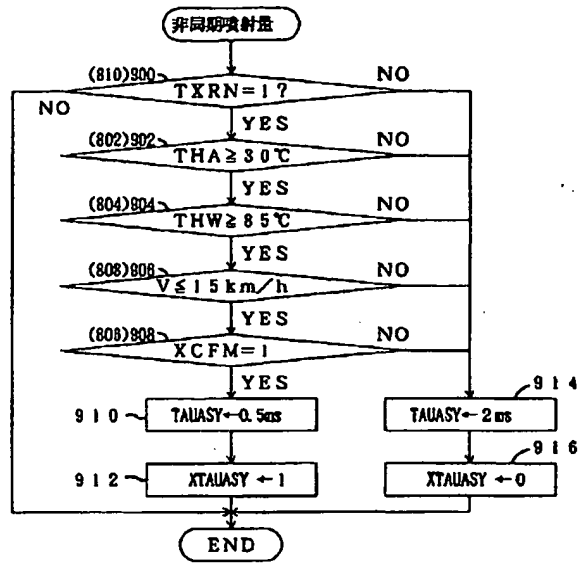 非同期噴射量
(810)900
NO
TXRN=1?
NO
YES
(802)902
THA≧30℃
NO
YES
(804)904
THW≧85℃
NO
YES
(808)906
V≦15km/h
NO
YES
(806)908
XCFM=1
NO
YES
910
TAUASY←0.5ms
914
TAUASY←2ms
912
XTAUASY←1
916
XTAUASY←0
END